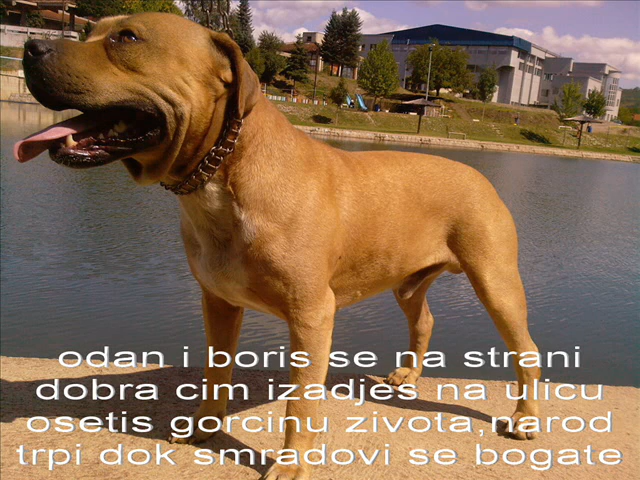 odan i boris se na strani
dobra cim izadjes na ulicu
osetis gorcinu zivota,narod
trpi dok smradovi se bogate